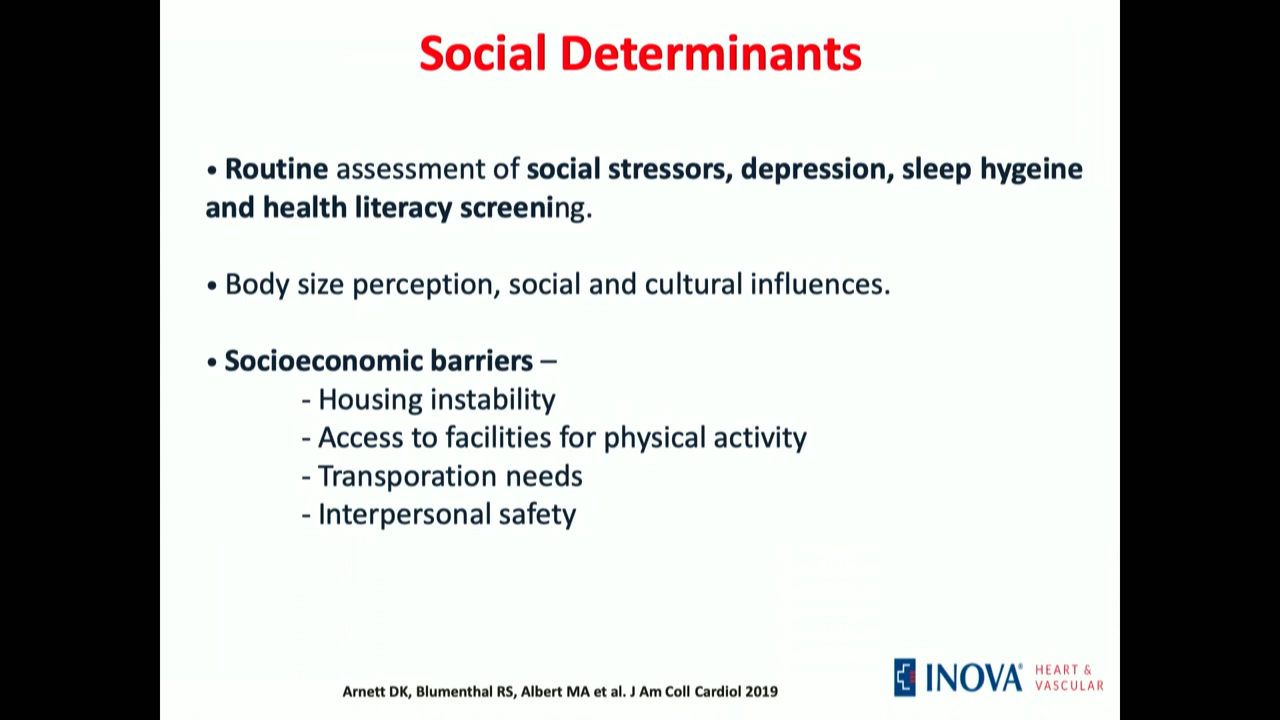 Social Determinants
• Routine assessment of social stressors, depression, sleep hygeine
and health literacy screening.
• Body size perception, social and cultural influences.
• Socioeconomic barriers –
- Housing instability
- Access to facilities for physical activity
- Transporation needs
- Interpersonal safety
Arnett DK, Blumenthal RS, Albert MA et al. J Am Coll Cardiol 2019
INOVA® HEART &
VASCULAR